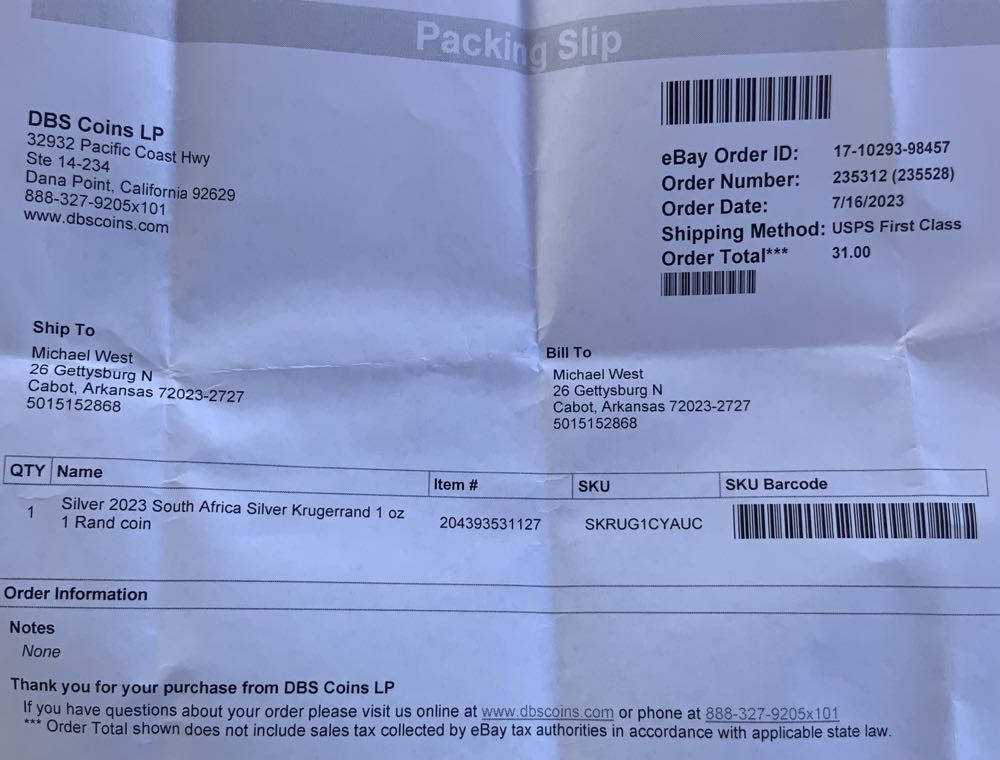 Packing Slip
DBS Coins LP
32932 Pacific Coast Hwy
Ste 14-234
Dana Point, California 92629
888-327-9205x101
www.dbscoins.com
eBay Order ID: 17-10293-98457
Order Number: 235312 (235528)
Order Date: 7/16/2023
Shipping Method: USPS First Class
Order Total*** 31.00
Ship To
Michael West
26 Gettysburg N
Cabot, Arkansas 72023-2727
5015152868
Bill To
Michael West
26 Gettysburg N
Cabot, Arkansas 72023-2727
5015152868
QTY Name Item # SKU SKU Barcode
1 Silver 2023 South Africa Silver Krugerrand 1 oz
1 Rand coin 204393531127 SKRUG1CYAUC
Order Information
Notes
None
Thank you for your purchase from DBS Coins LP
If you have questions about your order please visit us online at www.dbscoins.com or phone at 888-327-9205x101
*** Order Total shown does not include sales tax collected by eBay tax authorities in accordance with applicable state law.